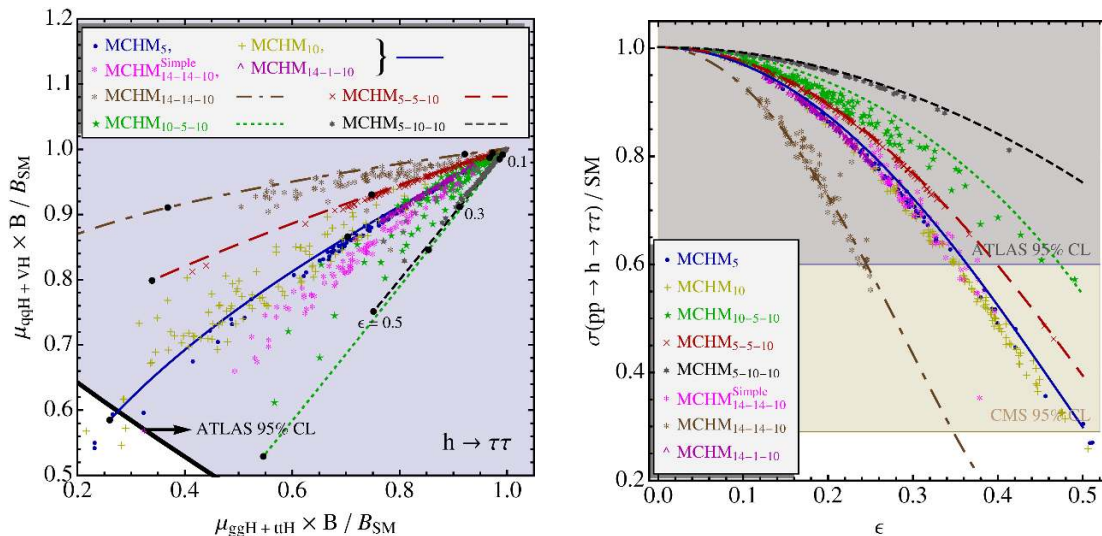 1.2
1.1
1.0
0.9
0.8
0.7
0.6
0.5
μqqH + VH × B / BSM
MCHM5,
MCHM10,
MCHM14−14−10Simple,
MCHM14−1−10
MCHM14−14−10
MCHM5−5−10
MCHM10−5−10
MCHM5−10−10
0.1
0.3
ϵ = 0.5
ATLAS 95% CL
h → ττ
0.2 0.4 0.6 0.8 1.0
μggH + ttH × B / BSM
1.0
0.8
0.6
0.4
0.2
σ(pp → h → ττ) / SM
ATLAS 95% CL
CMS 95% CL
MCHM5
MCHM10
MCHM10−5−10
MCHM5−5−10
MCHM5−10−10
MCHM14−14−10Simple
MCHM14−14−10
MCHM14−1−10
0.0 0.1 0.2 0.3 0.4 0.5
ϵ